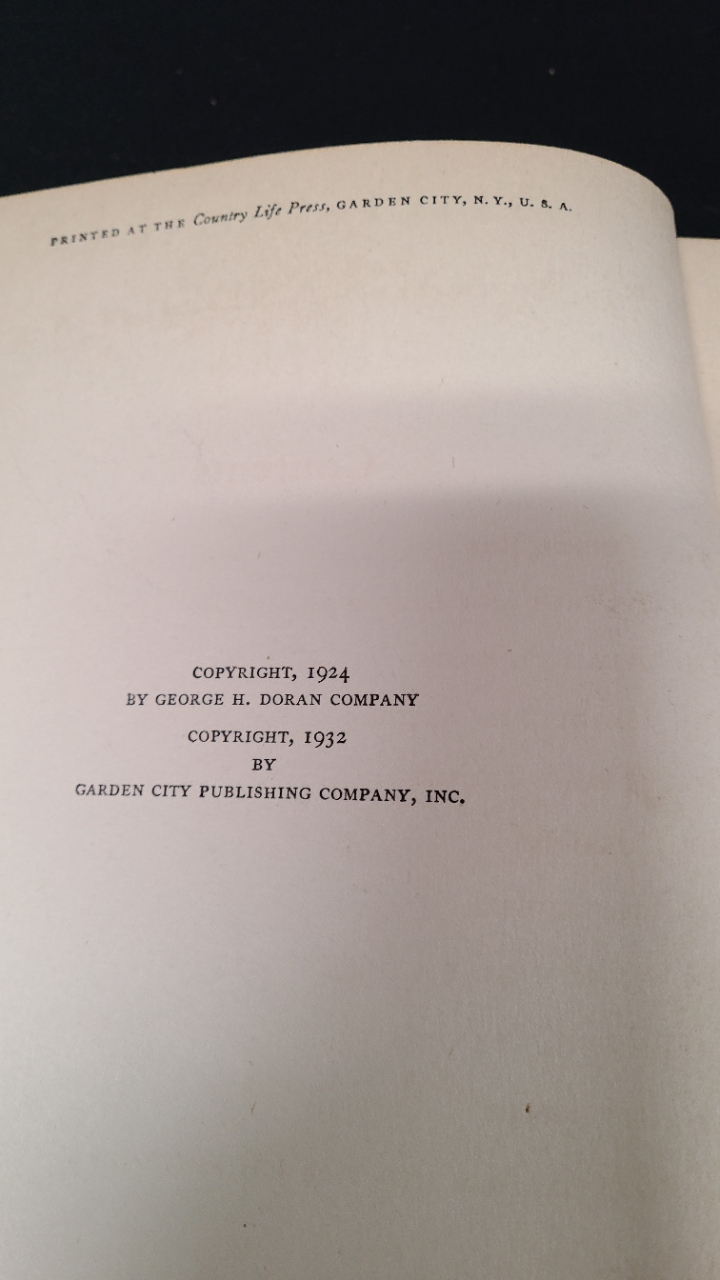 PRINTED AT THE Country Life Press, GARDEN CITY, N. Y., U. S. A.
COPYRIGHT, 1924
BY GEORGE H. DORAN COMPANY
COPYRIGHT, 1932
BY
GARDEN CITY PUBLISHING COMPANY, INC.